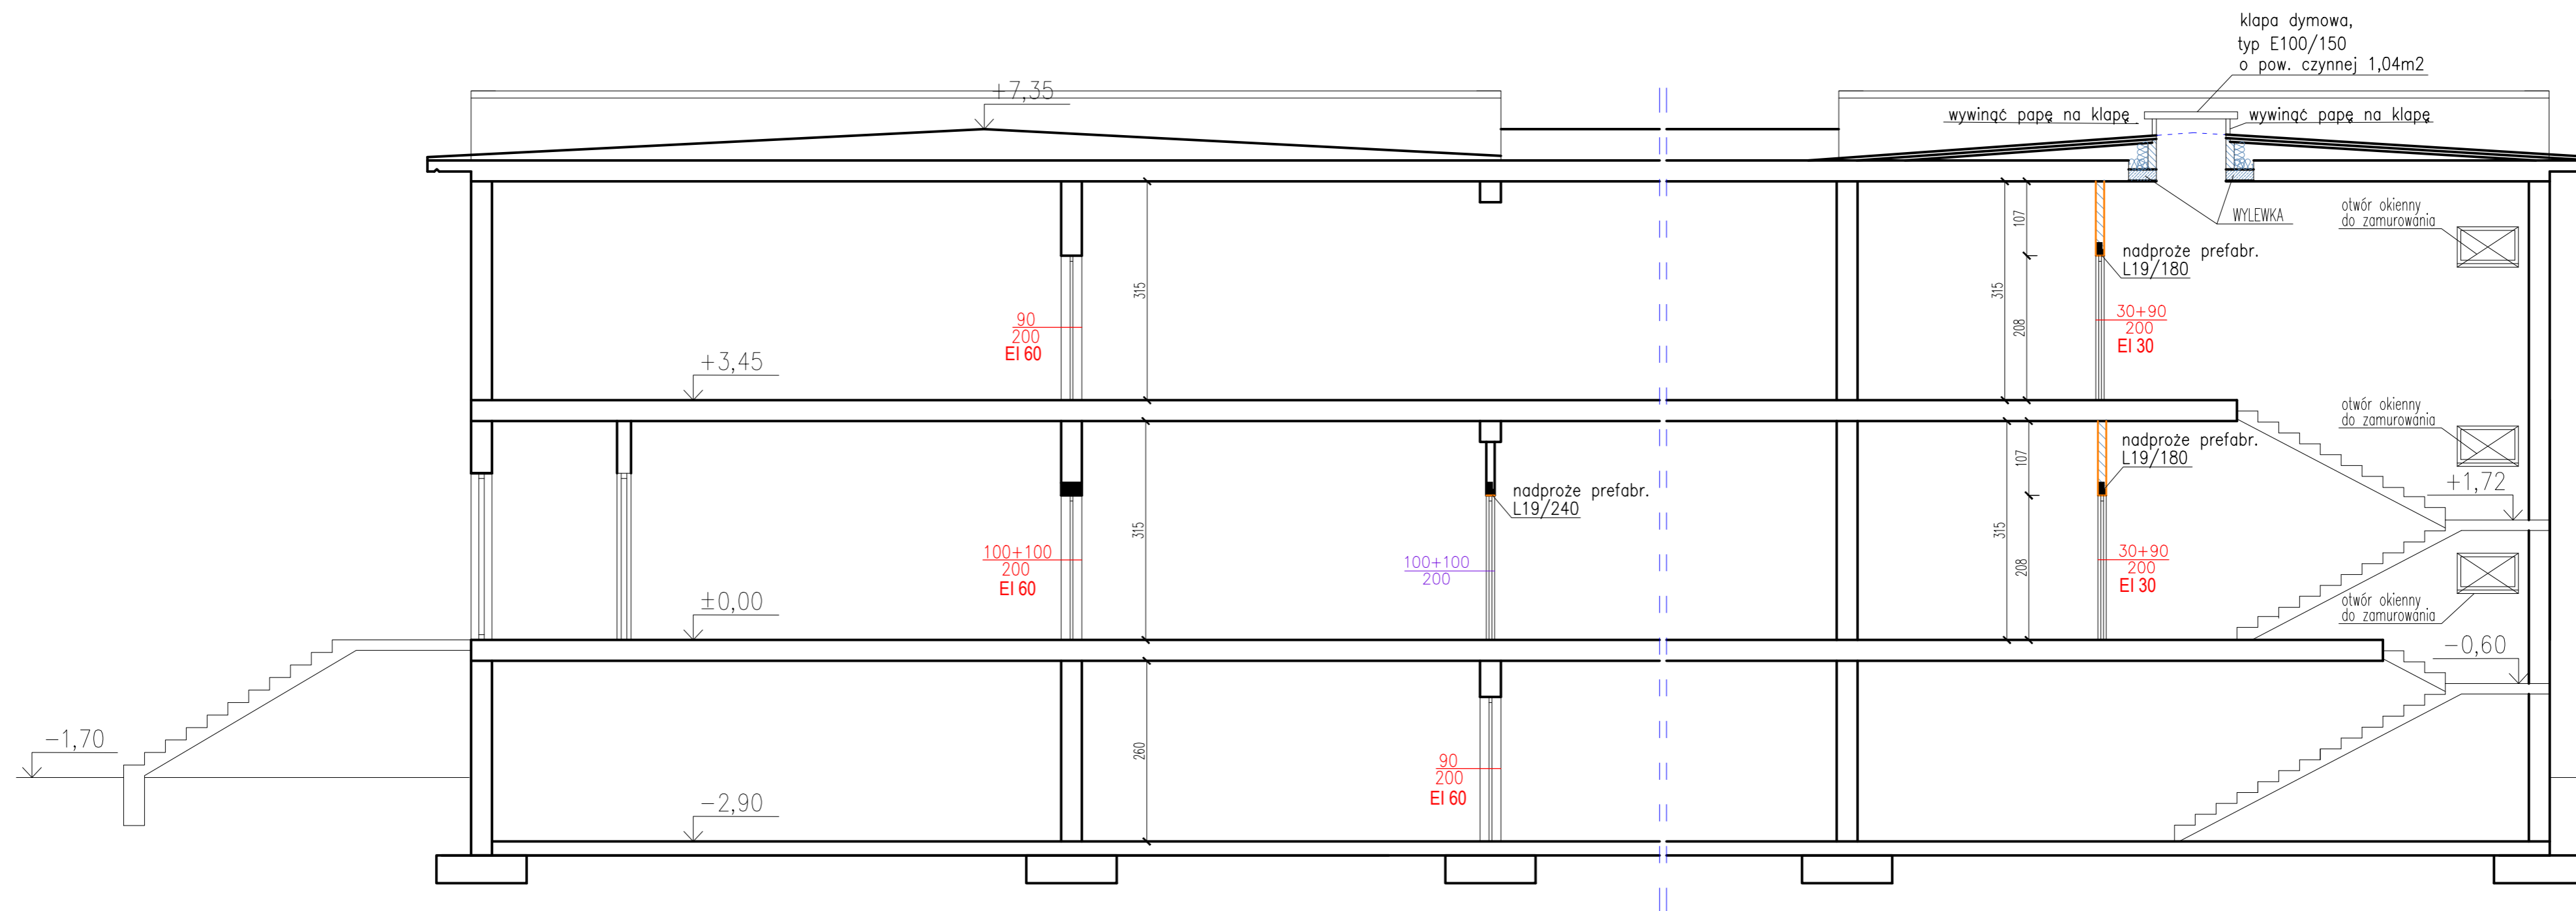 klapa dymowa,
typ E100/150
o pow. czynnej 1,04m2
+7,35
wywinąć papę na klapę
wywinąć papę na klapę
107
otwór okienny
do zamurowania
WYLEWKA
nadproże prefabr.
L19/180
315
315
90
200
EI 60
208
30+90
200
EI 30
+3,45
otwór okienny
do zamurowania
107
nadproże prefabr.
L19/180
+1,72
nadproże prefabr.
L19/240
315
315
100+100
200
EI 60
100+100
200
208
30+90
200
EI 30
±0,00
otwór okienny
do zamurowania
-0,60
-1,70
260
90
200
EI 60
-2,90